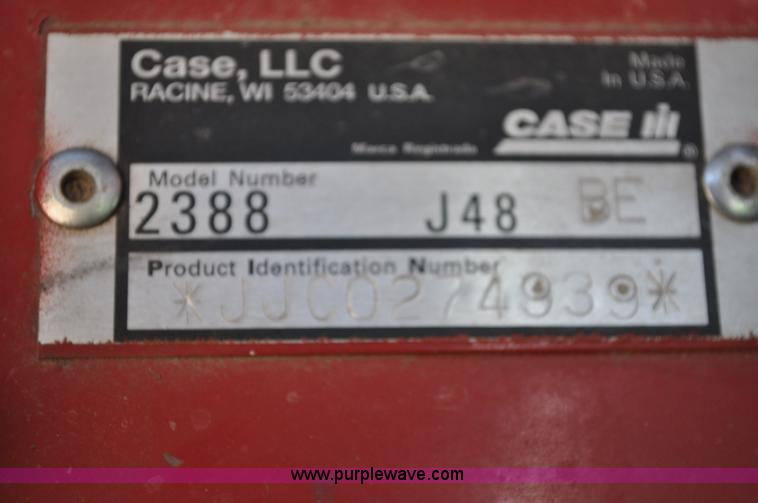 Case, LLC
RACINE, WI 53404 U.S.A.
Made
In U.S.A.
CASE IH
Marca Registrada
Model Number
2388 J48 BE
Product Identification Number
*JJC0274939*
www.purplewave.com